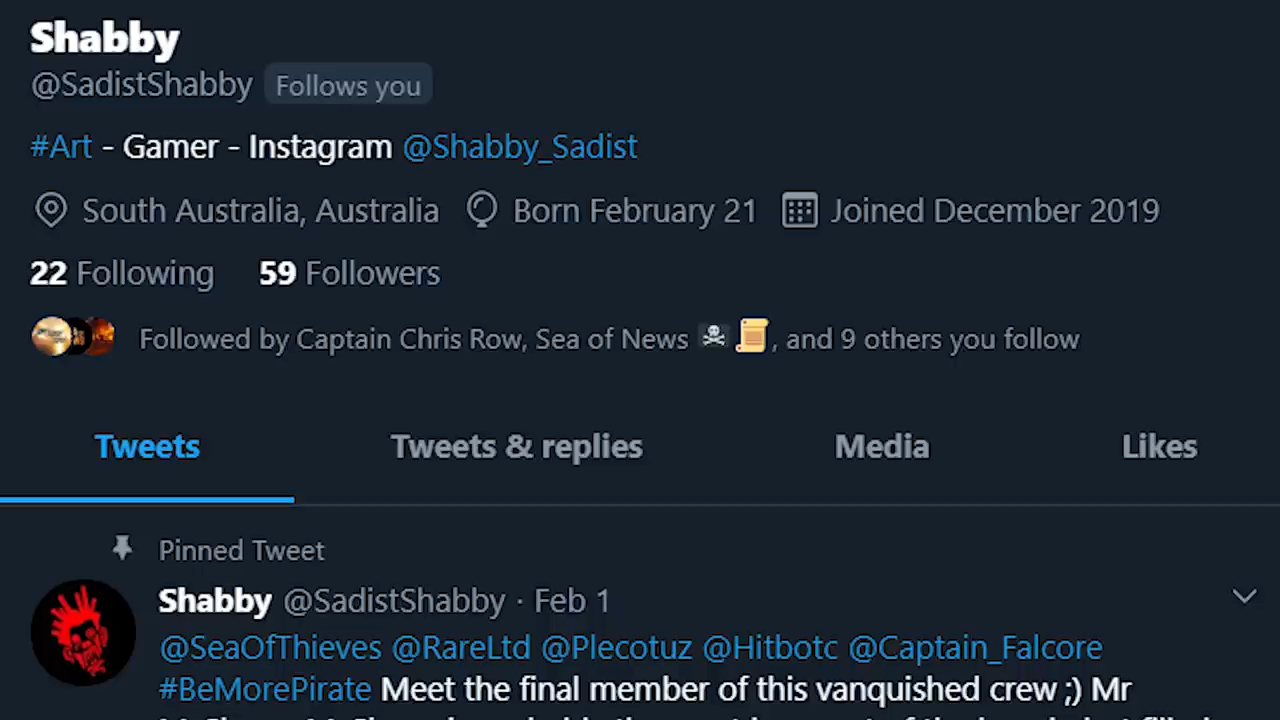 Shabby
@SadistShabby Follows you
#Art - Gamer - Instagram @Shabby_Sadist
South Australia, Australia Born February 21 Joined December 2019
22 Following 59 Followers
Followed by Captain Chris Row, Sea of News ☠📜, and 9 others you follow
Tweets Tweets & replies Media Likes
Pinned Tweet
Shabby @SadistShabby · Feb 1
@SeaOfThieves @RareLtd @Plecotuz @Hitbotc @Captain_Falcore
#BeMorePirate Meet the final member of this vanquished crew ;) Mr